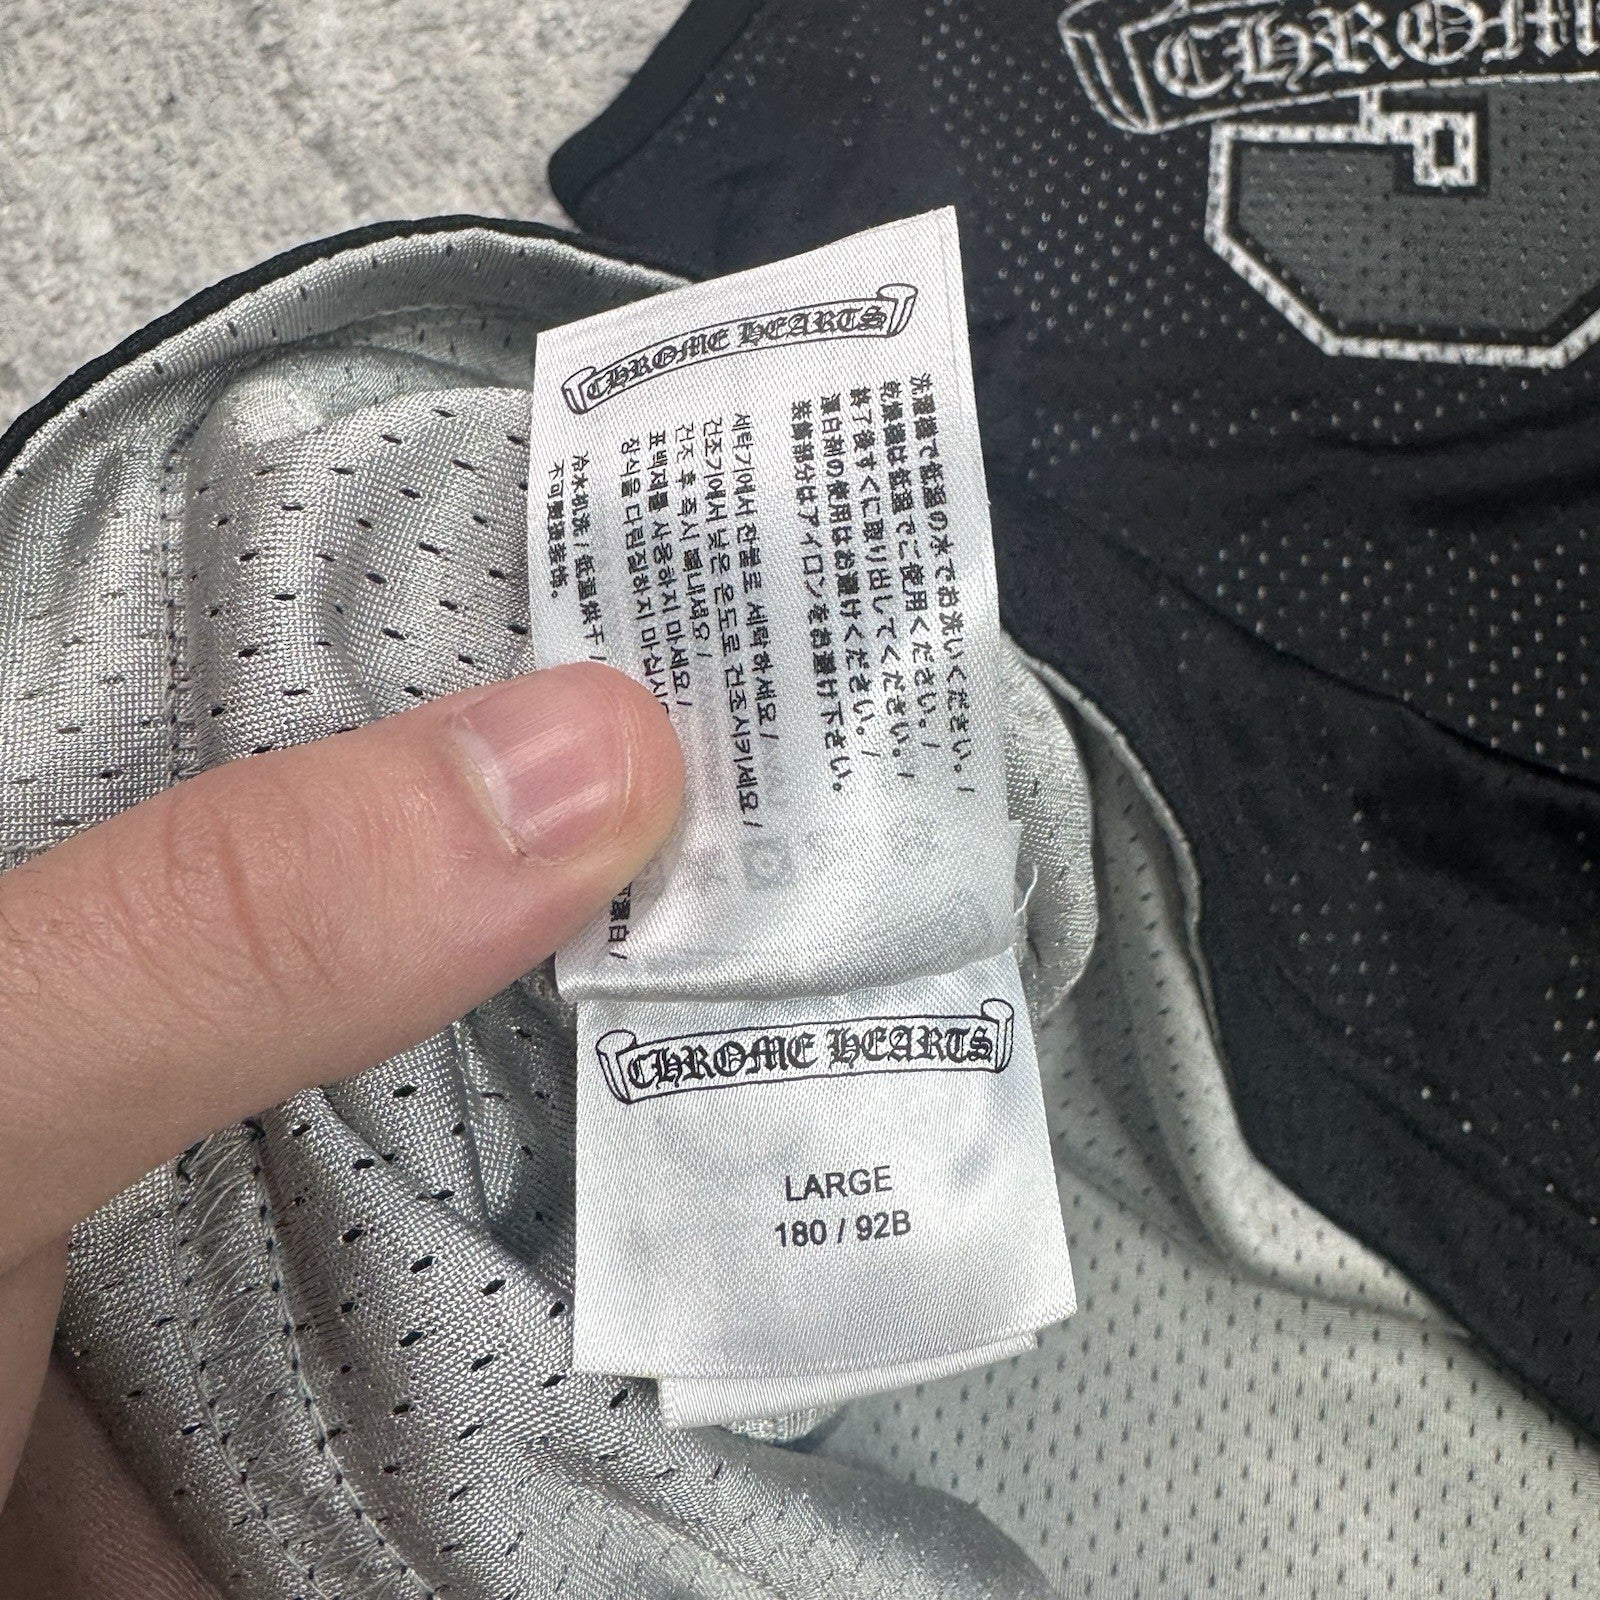 CHROM
CHROME HEARTS
洗濯機で低温の水でお洗いください。/
乾燥機は低温でご使用ください。/
終了後すぐに取り出してください。/
漂白剤の使用はお避けください。/
装飾部分はアイロンをお避け下さい。
세탁기에서 찬물로 세탁하세요/
건조기에서 낮은 온도로 건조시키세요/
건조 후 즉시 꺼내세요/
표백제를 사용하지 마세요/
장식을 다림질하지 마십시오
冷水机洗 / 低温烘干 /
可漂白 /
不可熨烫装饰。
CHROME HEARTS
LARGE
180 / 92B